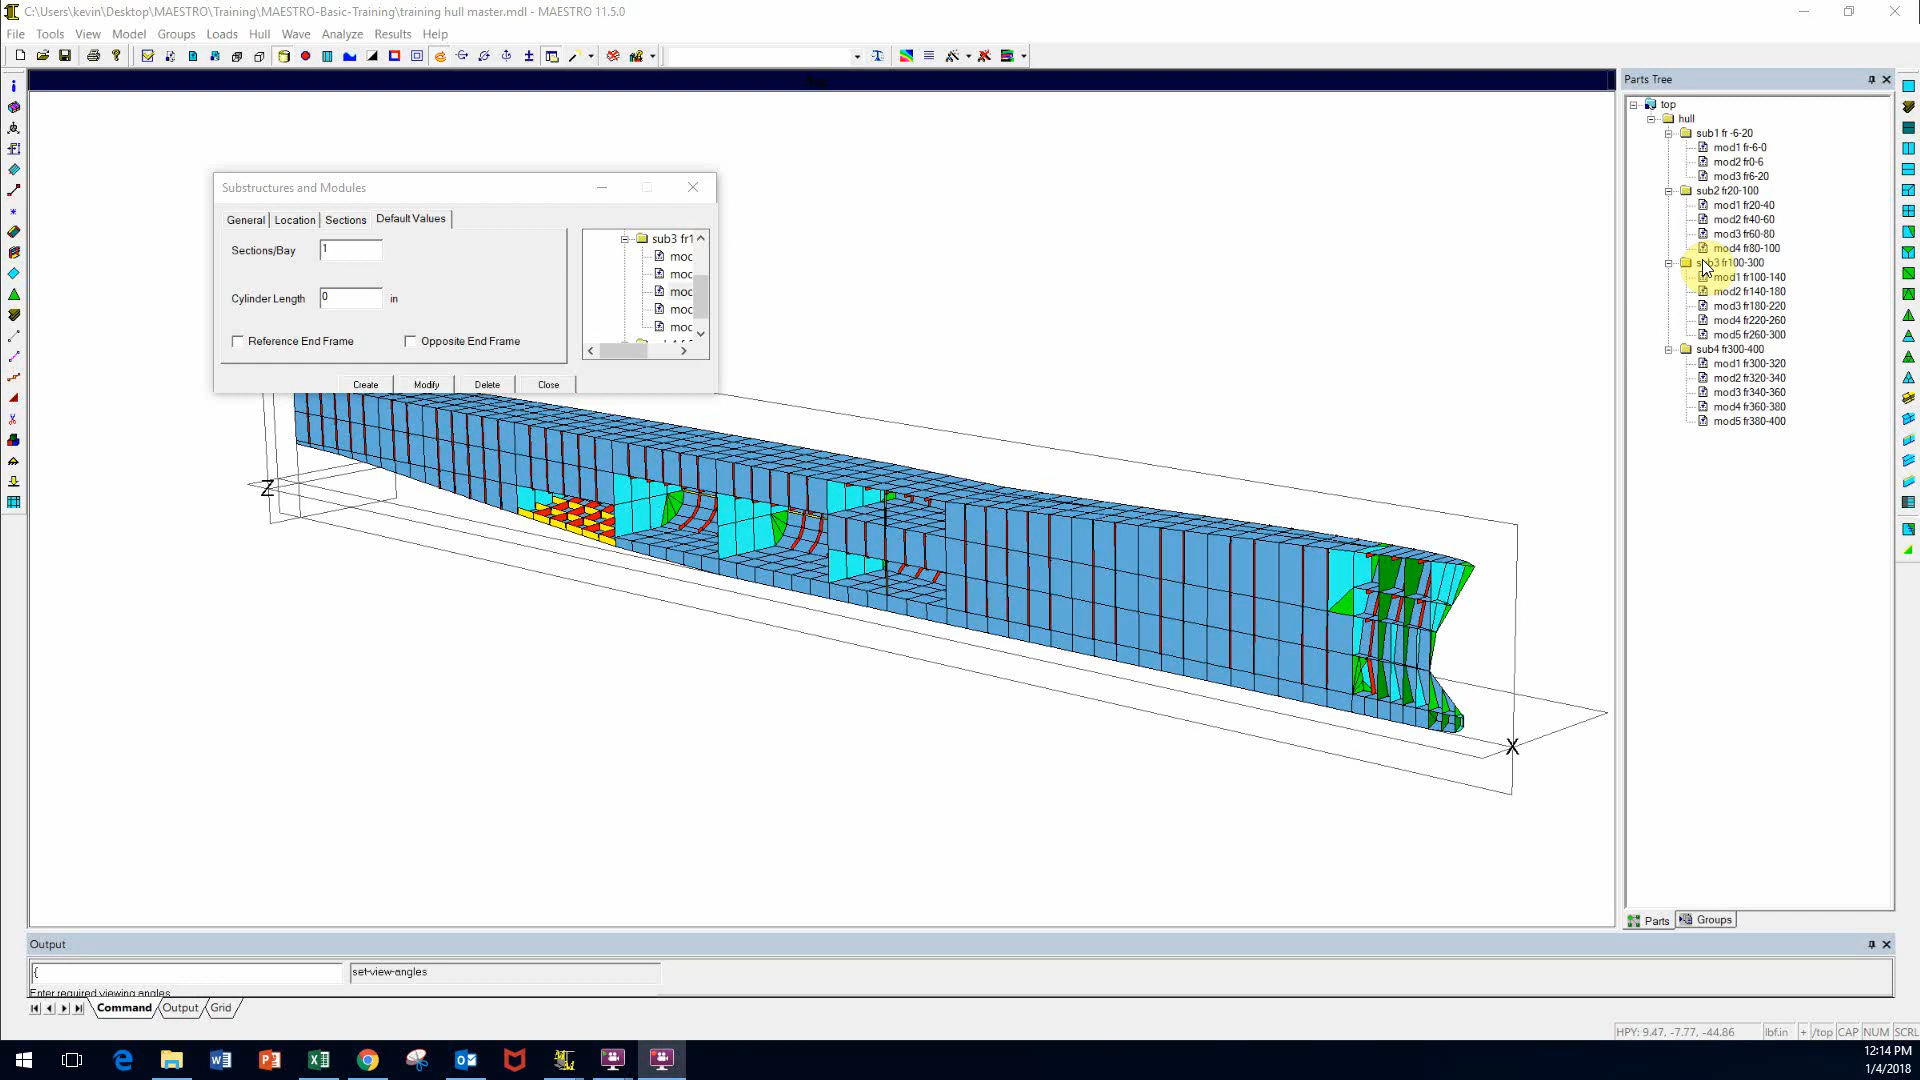 C:\Users\kevin\Desktop\MAESTRO\Training\MAESTRO-Basic-Training\training hull master.mdl - MAESTRO 11.5.0
File Tools View Model Groups Loads Hull Wave Analyze Results Help
Parts Tree
top
hull
sub1 fr -6-20
mod1 fr-6-0
mod2 fr0-6
mod3 fr6-20
sub2 fr20-100
mod1 fr20-40
mod2 fr40-60
mod3 fr60-80
mod4 fr80-100
sub3 fr100-300
mod1 fr100-140
mod2 fr140-180
mod3 fr180-220
mod4 fr220-260
mod5 fr260-300
sub4 fr300-400
mod1 fr300-320
mod2 fr320-340
mod3 fr340-360
mod4 fr360-380
mod5 fr380-400
Parts Groups
Substructures and Modules
General Location Sections Default Values
Sections/Bay 1
Cylinder Length 0 in
Reference End Frame Opposite End Frame
sub3 fr1
moc
moc
moc
moc
moc
Create Modify Delete Close
Z
X
Output
{ set-view-angles
Enter required viewing angles
Command Output Grid
HPY: 9.47, -7.77, -44.86 lbf.in + /top CAP NUM SCRL
12:14 PM
1/4/2018